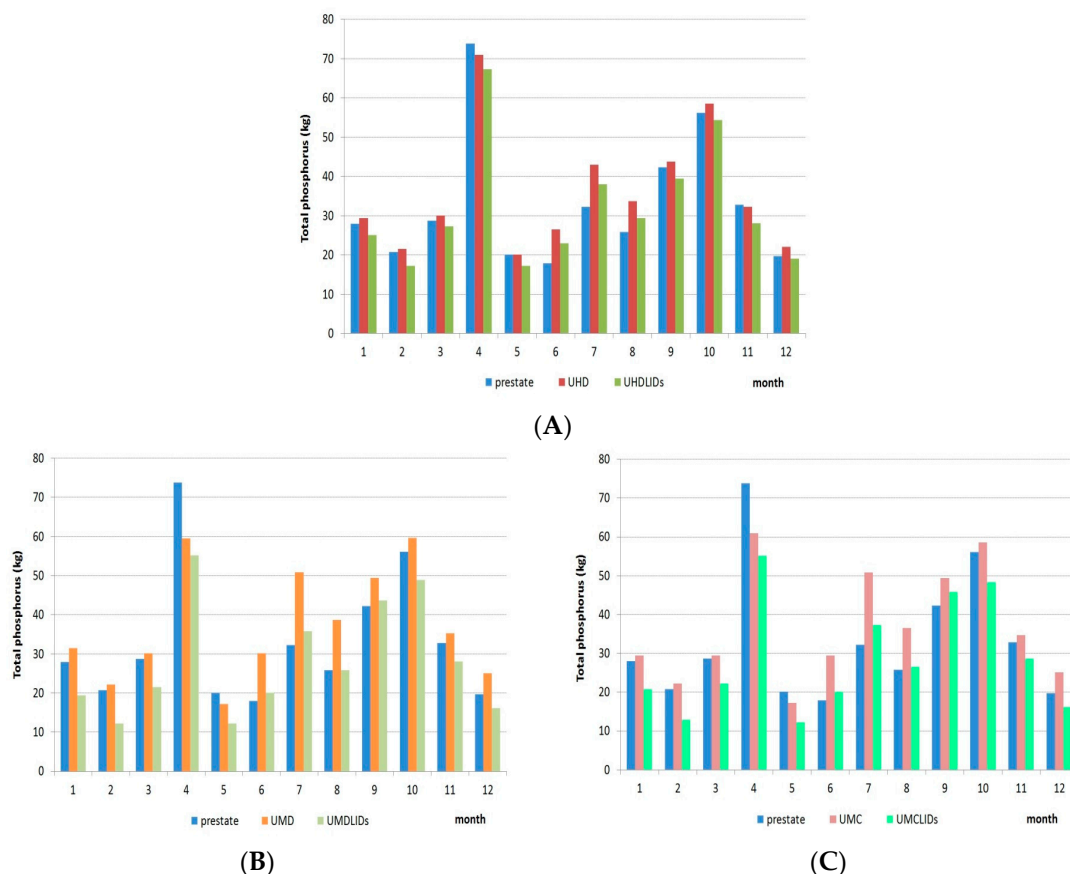 80
70
60
50
40
30
20
10
0
Total phosphorus (kg)
1 2 3 4 5 6 7 8 9 10 11 12
prestate UHD UHDLIDs month
(A)
80
70
60
50
40
30
20
10
0
Total phosphorus (kg)
1 2 3 4 5 6 7 8 9 10 11 12
prestate UMD UMDLIDs month
(B)
80
70
60
50
40
30
20
10
0
Total phosphorus (kg)
1 2 3 4 5 6 7 8 9 10 11 12
prestate UMC UMCLIDs month
(C)